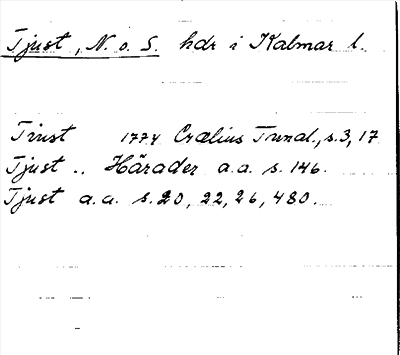 Tjust, N. o. S. hdr i Kalmar l.
Tiust 1774 Crælius Tunal., s. 3, 17
Tjust .. Härader a.a. s. 146.
Tjust a.a. s. 20, 22, 26, 480.